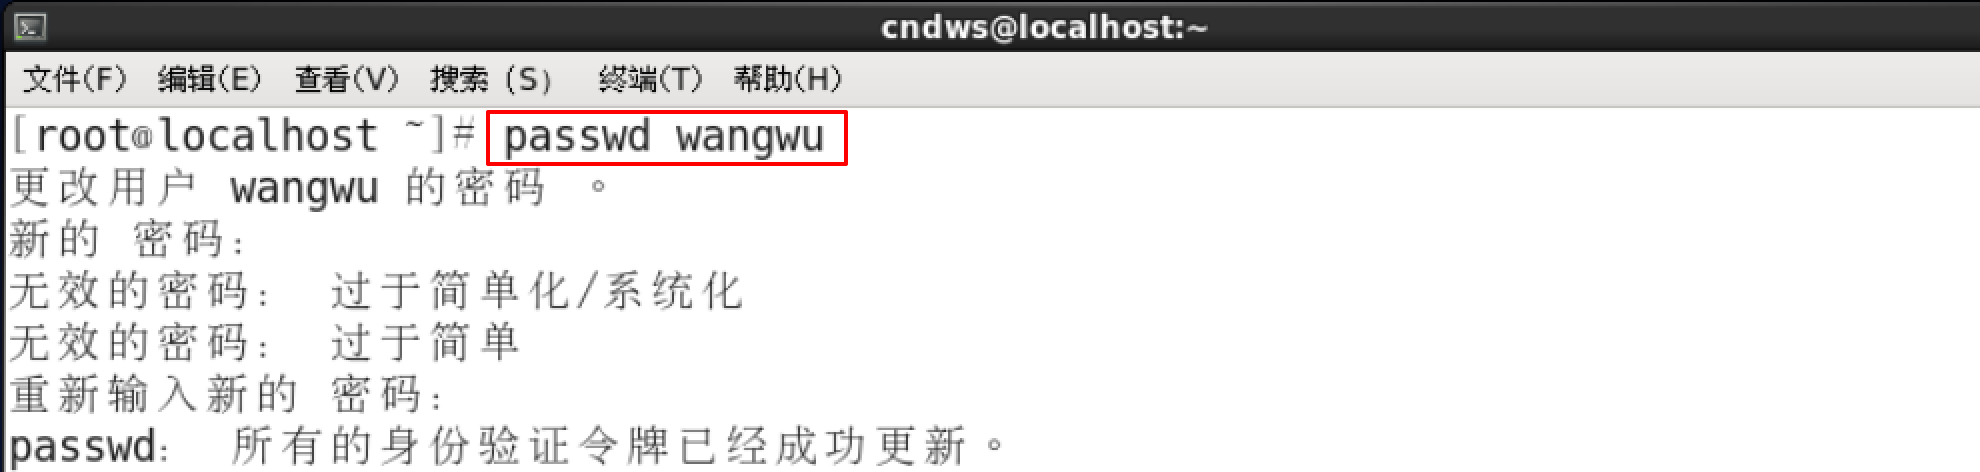 cndws@localhost:~
文件(F) 编辑(E) 查看(V) 搜索 (S) 终端(T) 帮助(H)
[root@localhost ~]# passwd wangwu
更改用户 wangwu 的密码 。
新的 密码：
无效的密码： 过于简单化/系统化
无效的密码： 过于简单
重新输入新的 密码：
passwd： 所有的身份验证令牌已经成功更新。